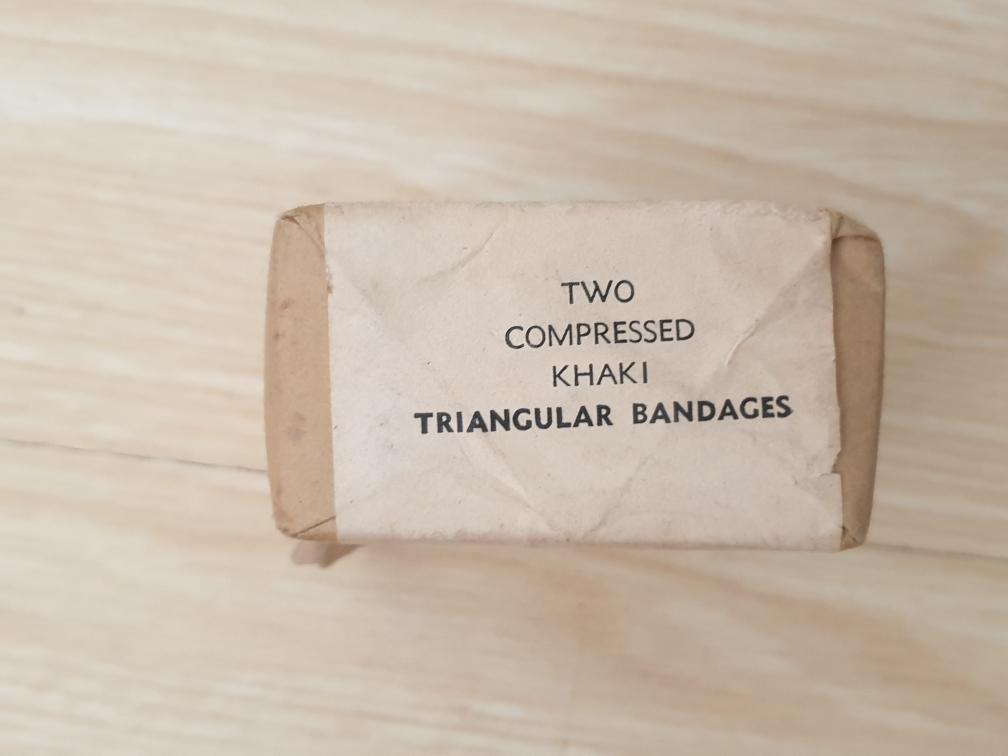 TWO
COMPRESSED
KHAKI
TRIANGULAR BANDAGES